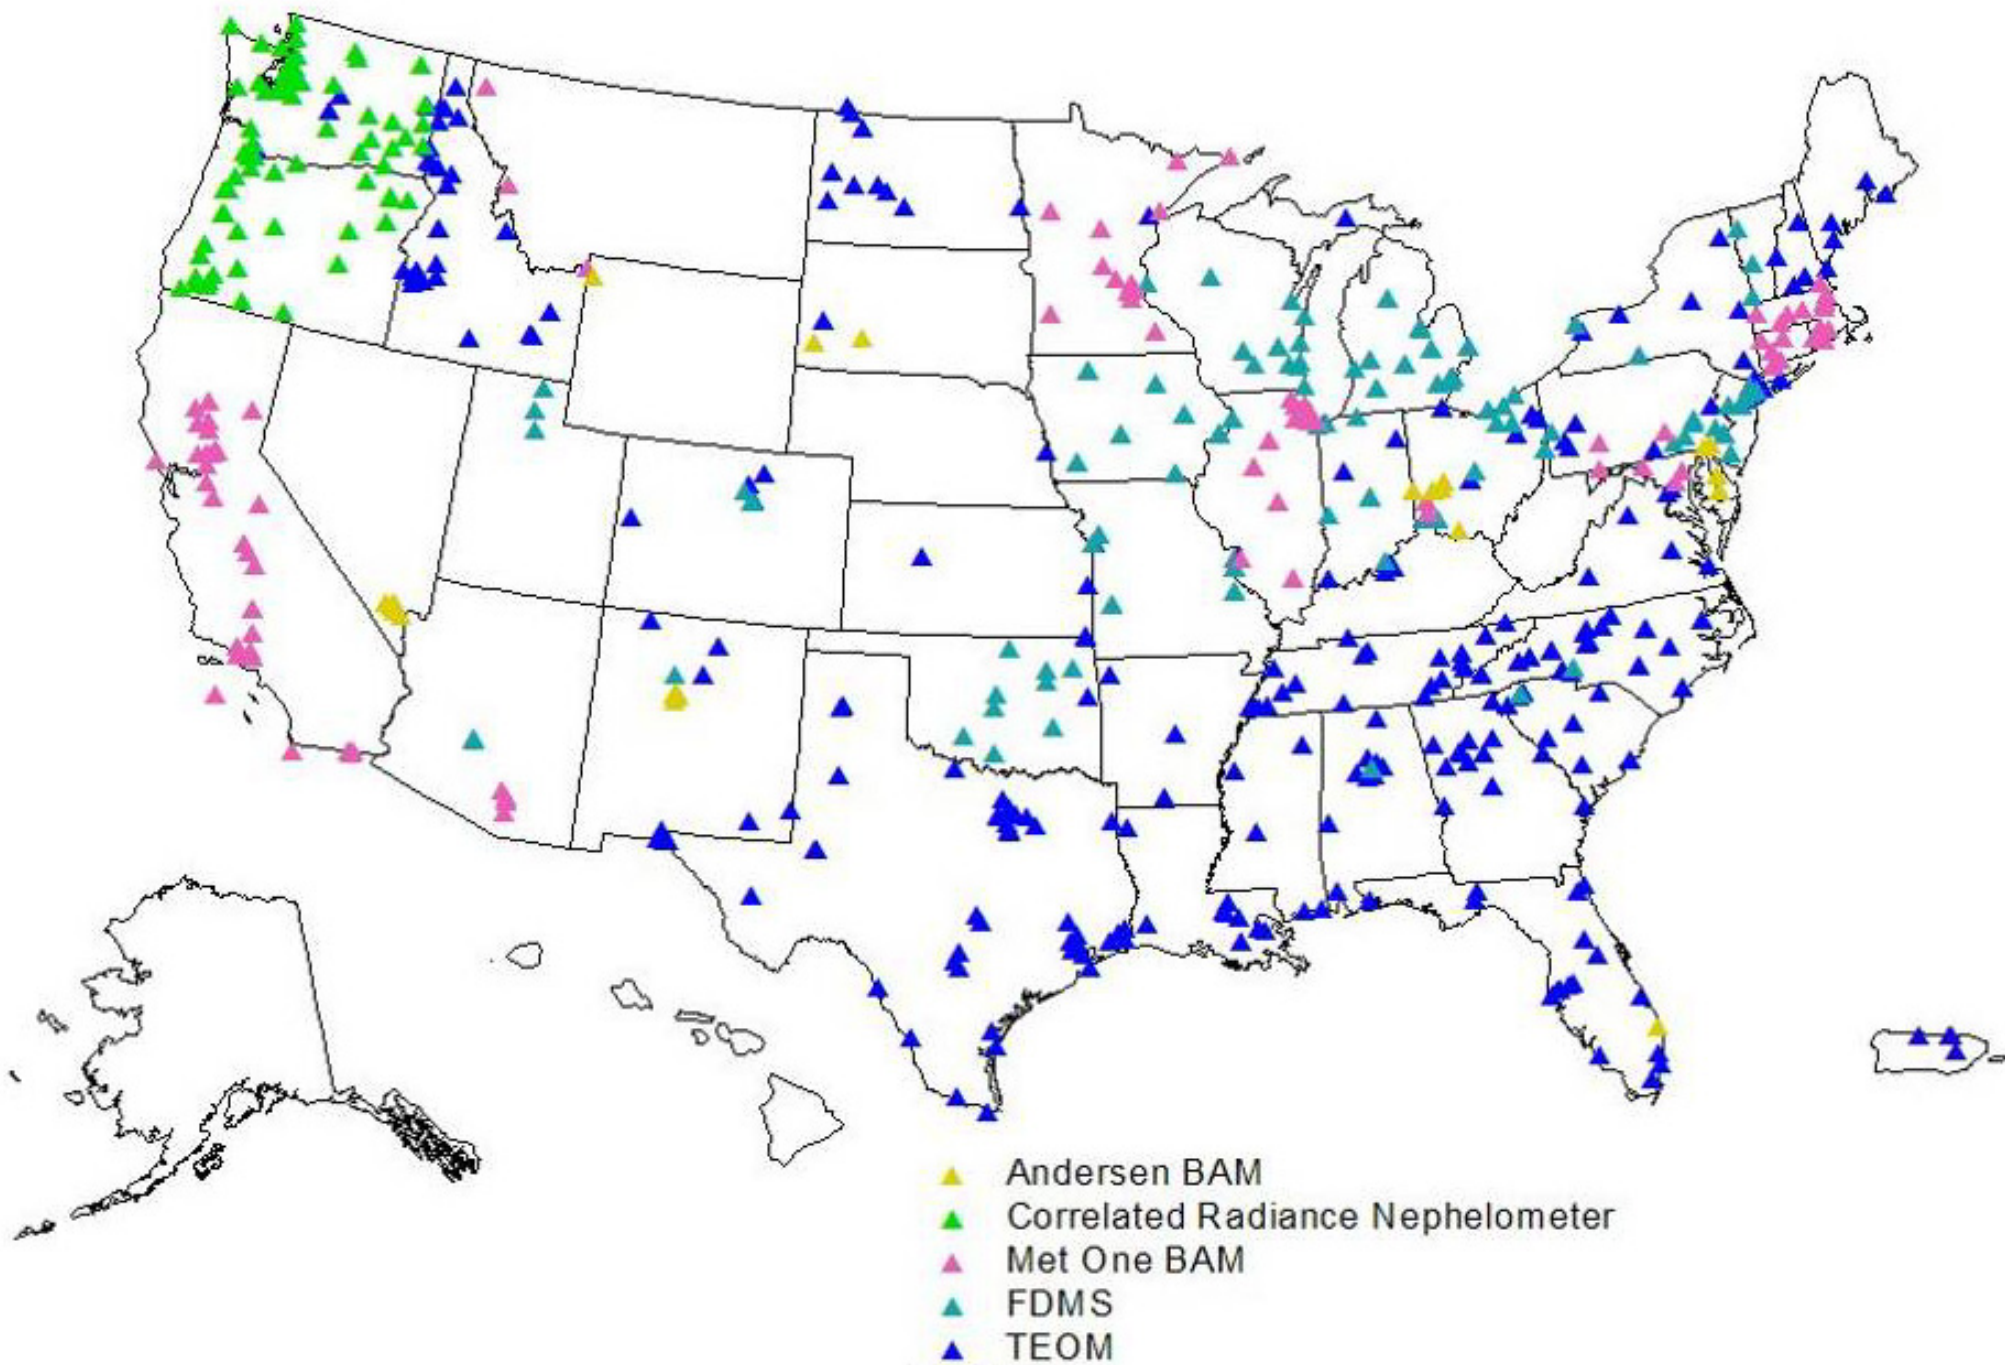 Andersen BAM
Correlated Radiance Nephelometer
Met One BAM
FDMS
TEOM